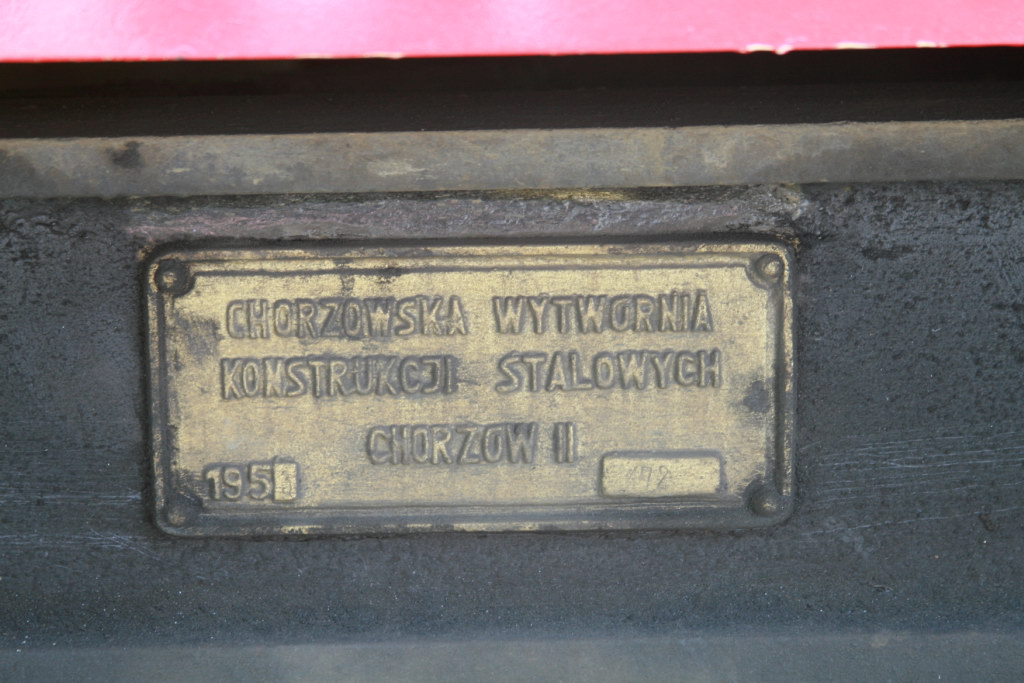 CHORZOWSKA WYTWORNIA
KONSTRUKCJI STALOWYCH
CHORZOW II